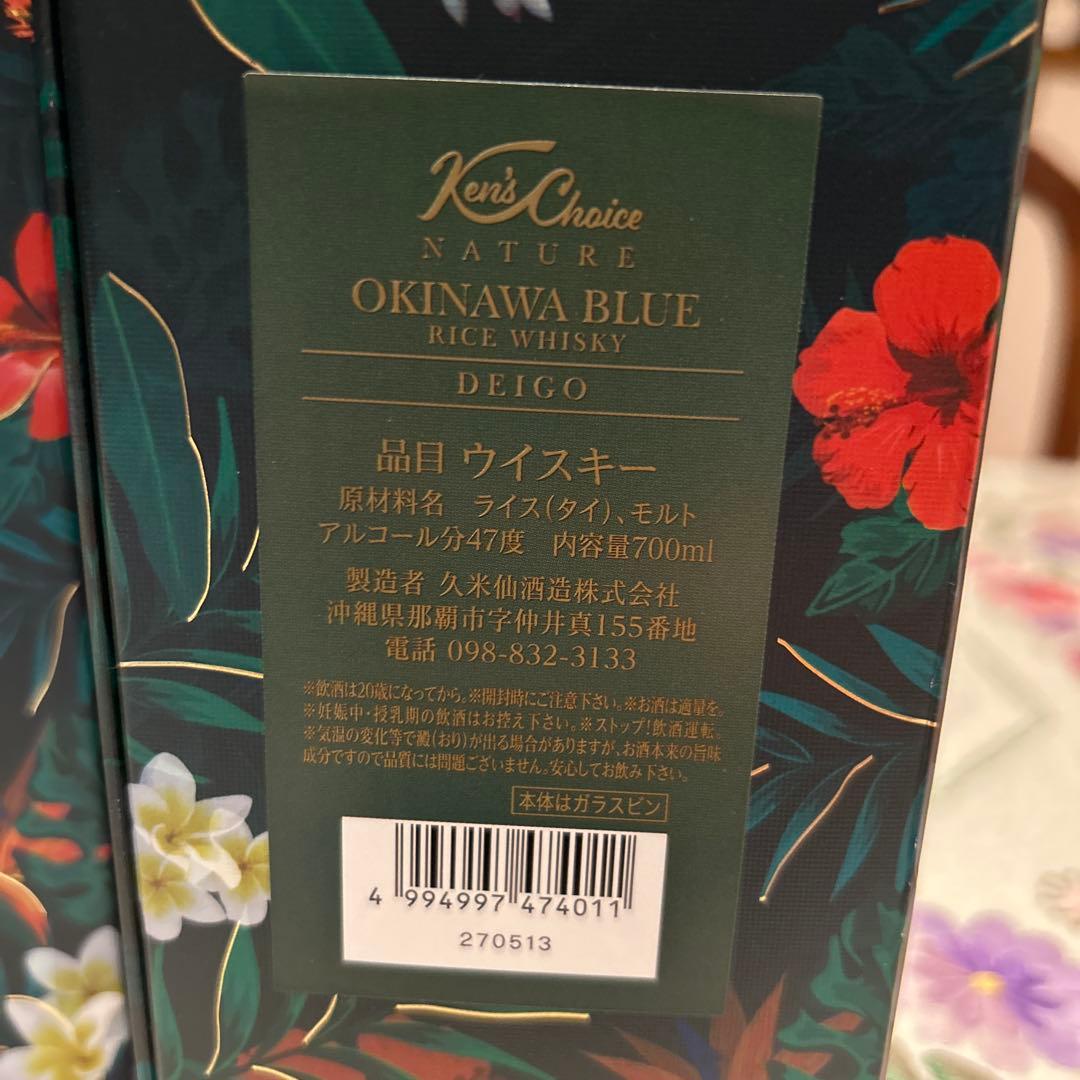 Ken's Choice
NATURE
OKINAWA BLUE
RICE WHISKY
DEIGO
品目 ウイスキー
原材料名　ライス(タイ)、モルト
アルコール分47度　内容量700ml
製造者 久米仙酒造株式会社
沖縄県那覇市字仲井真155番地
電話 098-832-3133
※飲酒は20歳になってから。※開封時にご注意下さい。※お酒は適量を。
※妊娠中・授乳期の飲酒はお控え下さい。※ストップ!飲酒運転。
※気温の変化等で澱(おり)が出る場合がありますが、お酒本来の旨味
成分ですので品質には問題ございません。安心してお飲み下さい。
本体はガラスビン
4 994997 474011
270513